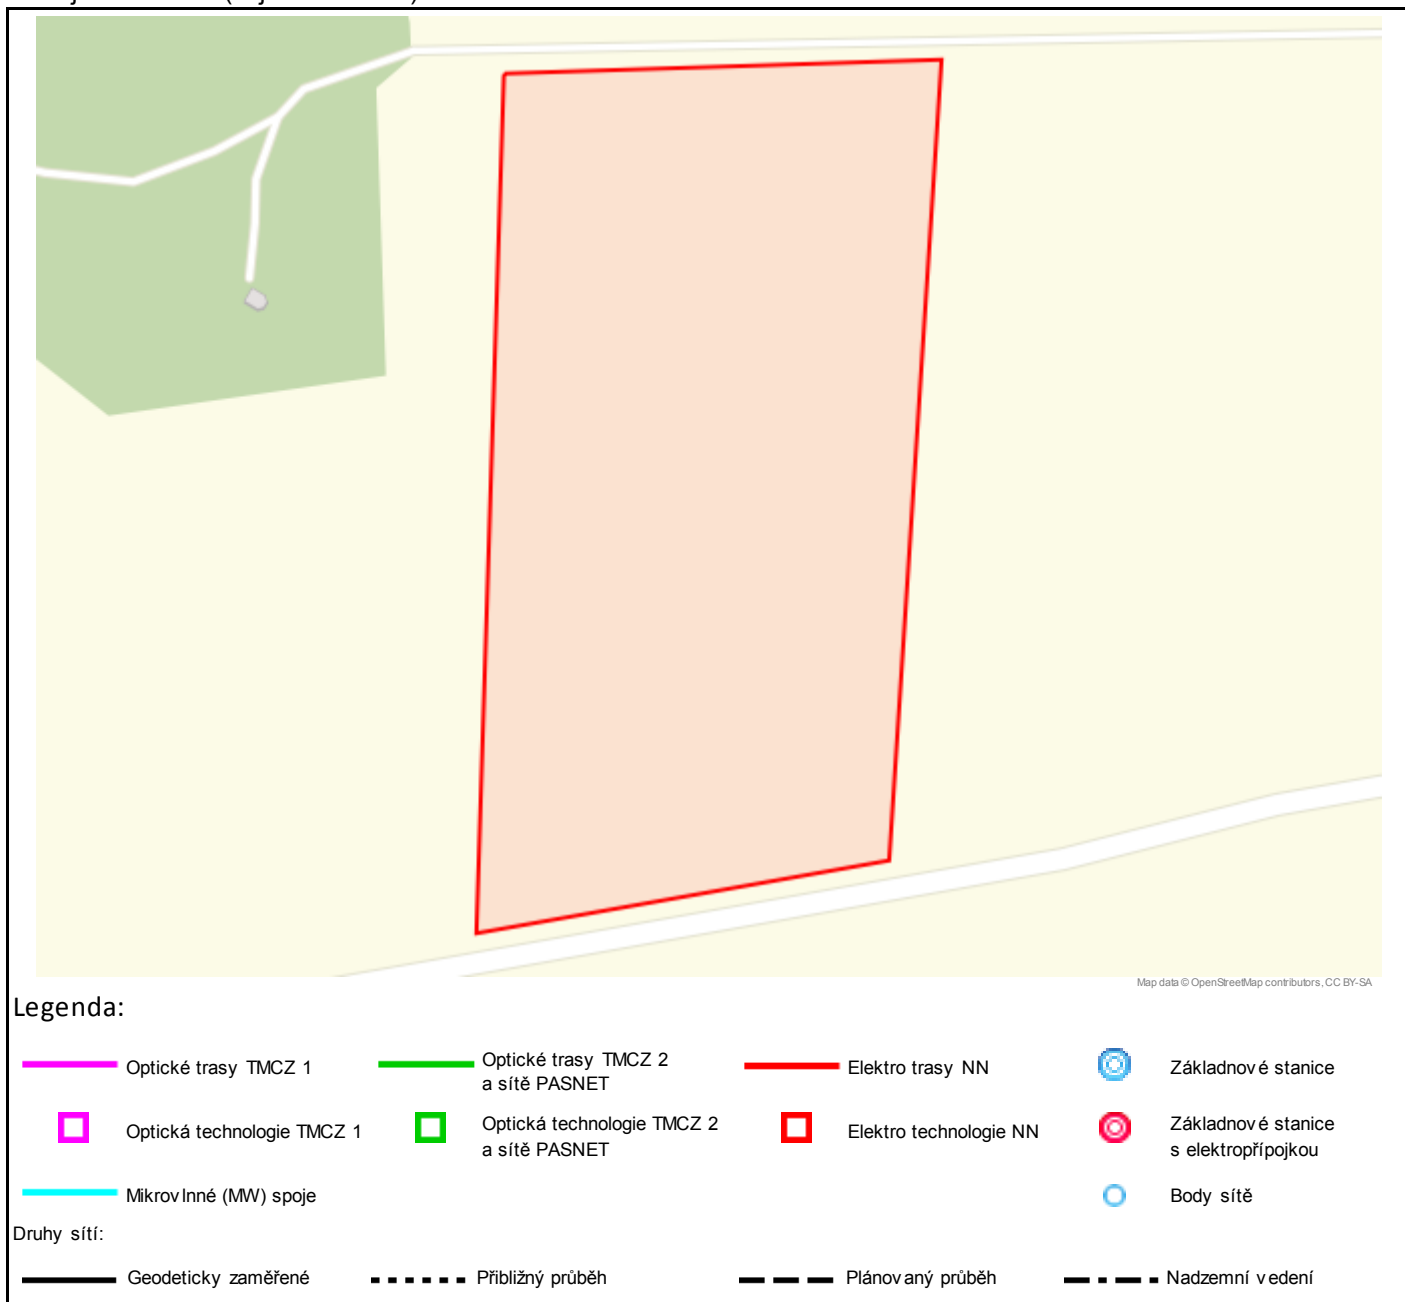 Map data © OpenStreetMap contributors, CC BY-SA
Legenda:
Optické trasy TMCZ 1
Optické trasy TMCZ 2
a sítě PASNET
Elektro trasy NN
Základnové stanice
Optická technologie TMCZ 1
Optická technologie TMCZ 2
a sítě PASNET
Elektro technologie NN
Základnové stanice
s elektropřípojkou
Mikrovlnné (MW) spoje
Body sítě
Druhy sítí:
Geodeticky zaměřené
Přibližný průběh
Plánovaný průběh
Nadzemní vedení